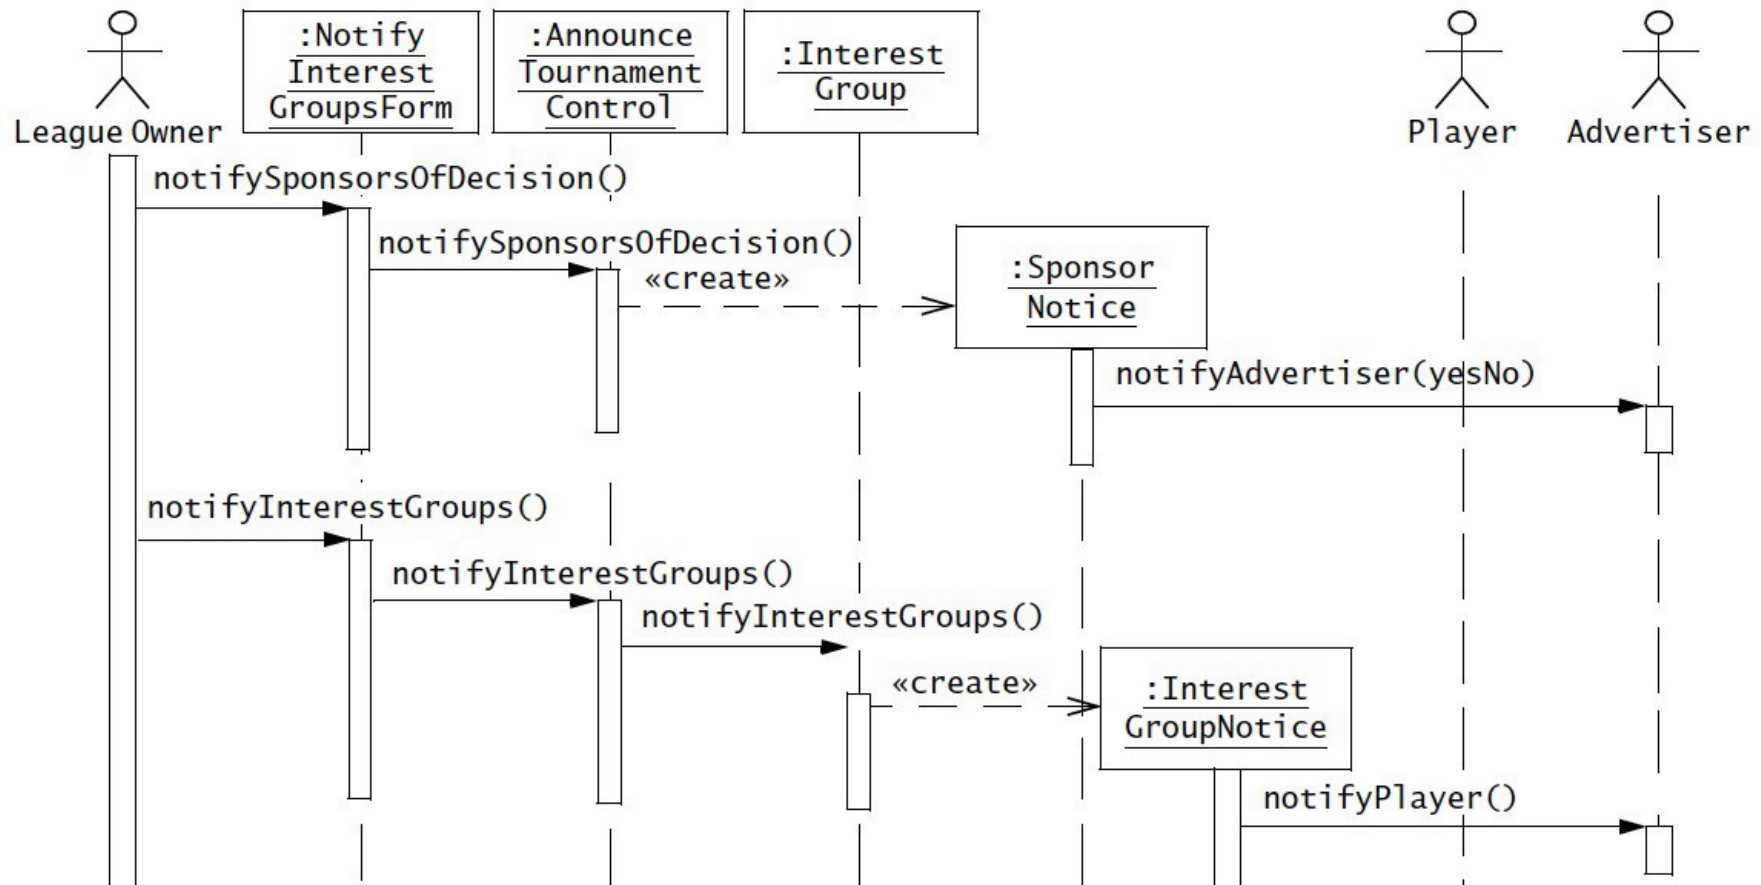 :Notify
Interest
GroupsForm
:Announce
Tournament
Control
:Interest
Group
League Owner
Player
Advertiser
notifySponsorsOfDecision()
notifySponsorsOfDecision()
«create»
:Sponsor
Notice
notifyAdvertiser(yesNo)
notifyInterestGroups()
notifyInterestGroups()
notifyInterestGroups()
«create»
:Interest
GroupNotice
notifyPlayer()